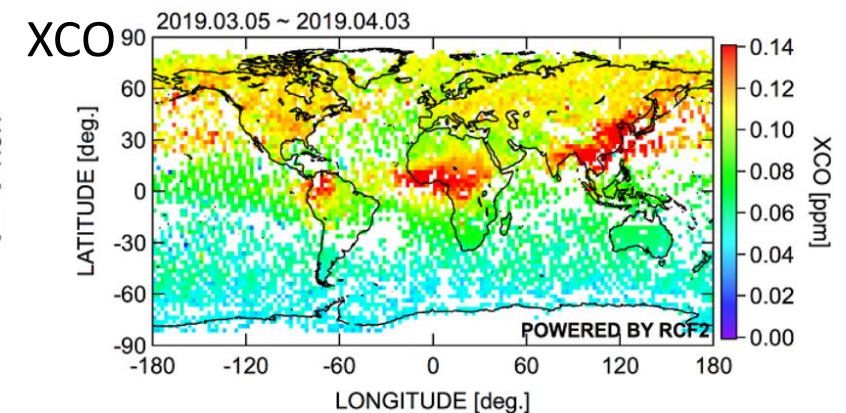 XCO
2019.03.05 ~ 2019.04.03
90
60
30
0
-30
-60
-90
LATITUDE [deg.]
-180 -120 -60 0 60 120 180
LONGITUDE [deg.]
POWERED BY RCF2
0.14
0.12
0.10
0.08
0.06
0.04
0.02
0.00
XCO [ppm]